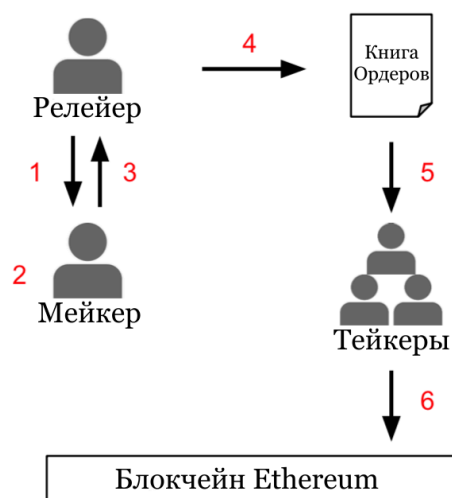 4
Книга
Ордеров
Релейер
1
3
5
2
Мейкер
Тейкеры
6
Блокчейн Ethereum